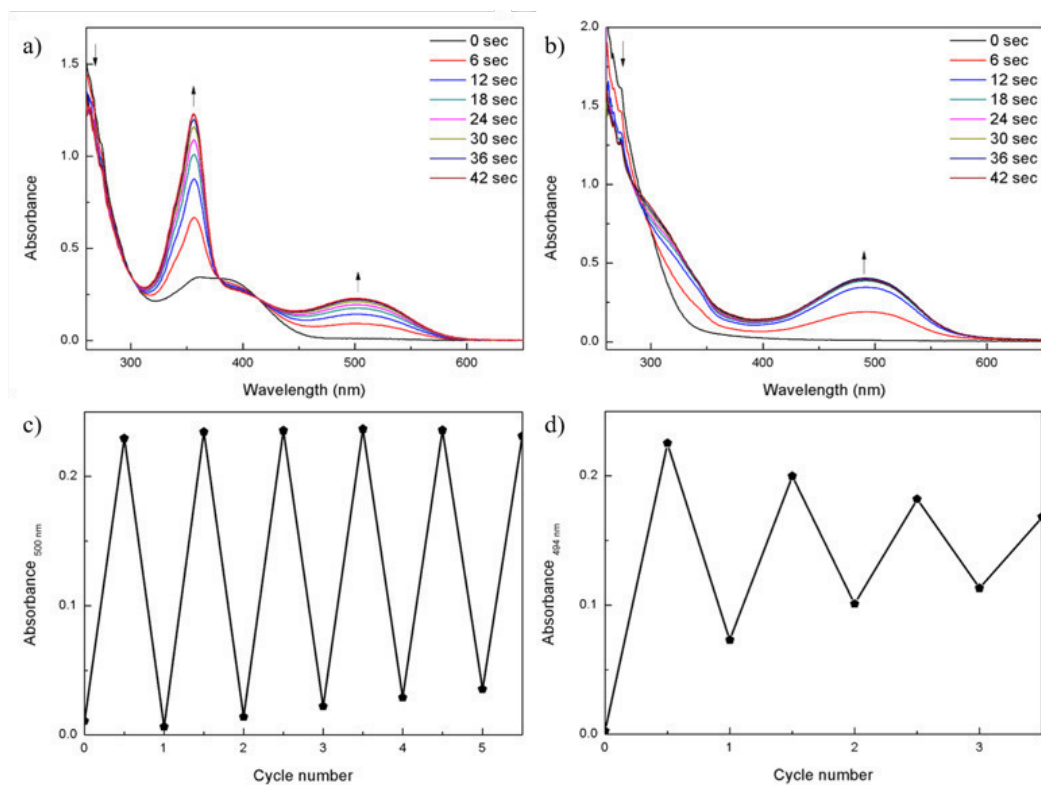 a)
0 sec
6 sec
12 sec
18 sec
24 sec
30 sec
36 sec
42 sec
1.5
1.0
0.5
0.0
Absorbance
300 400 500 600
Wavelength (nm)
b)
0 sec
6 sec
12 sec
18 sec
24 sec
30 sec
36 sec
42 sec
2.0
1.5
1.0
0.5
0.0
Absorbance
300 400 500 600
Wavelength (nm)
c)
0.2
0.1
0.0
Absorbance 500 nm
0 1 2 3 4 5
Cycle number
d)
0.2
0.1
0.0
Absorbance 494 nm
0 1 2 3
Cycle number